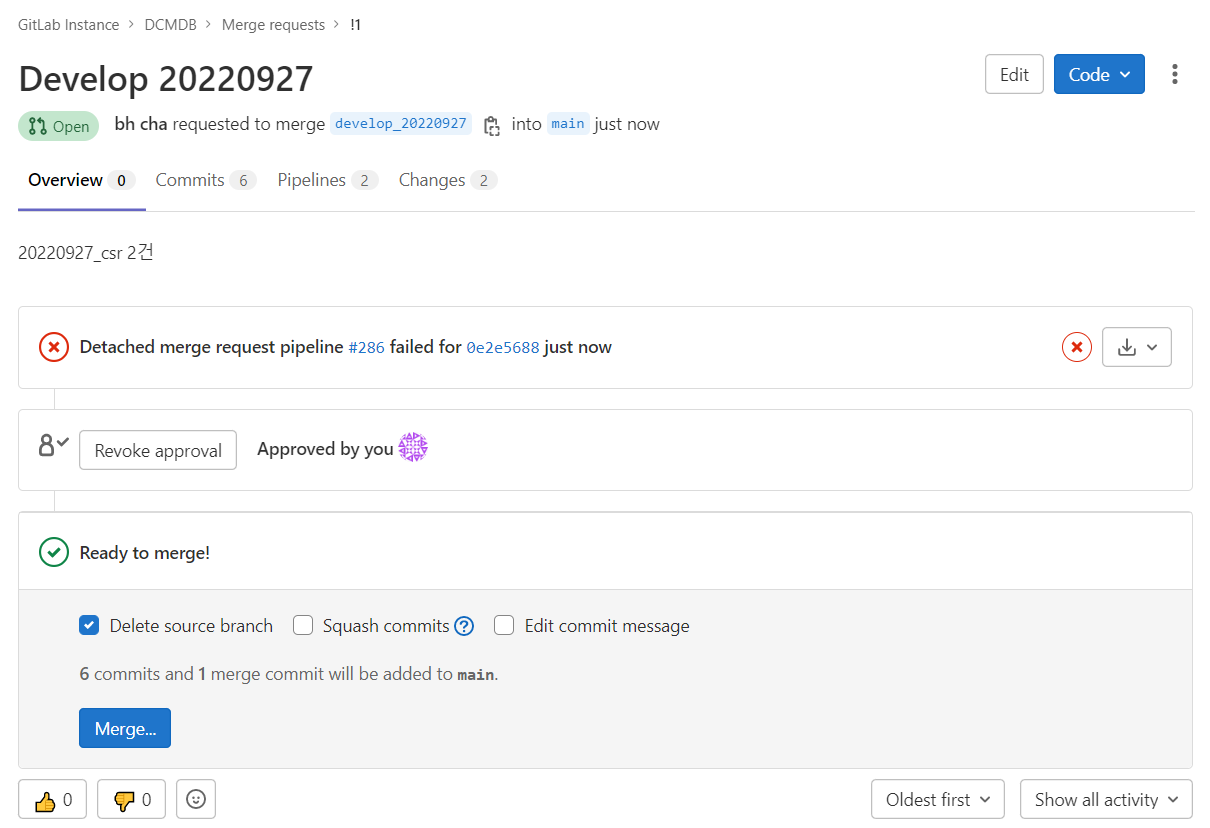 GitLab Instance > DCMDB > Merge requests > !1
Develop 20220927
Edit
Code
Open bh cha requested to merge develop_20220927 into main just now
Overview 0 Commits 6 Pipelines 2 Changes 2
20220927_csr 2건
Detached merge request pipeline #286 failed for 0e2e5688 just now
Revoke approval Approved by you
Ready to merge!
Delete source branch Squash commits ? Edit commit message
6 commits and 1 merge commit will be added to main.
Merge...
0 0 Oldest first Show all activity